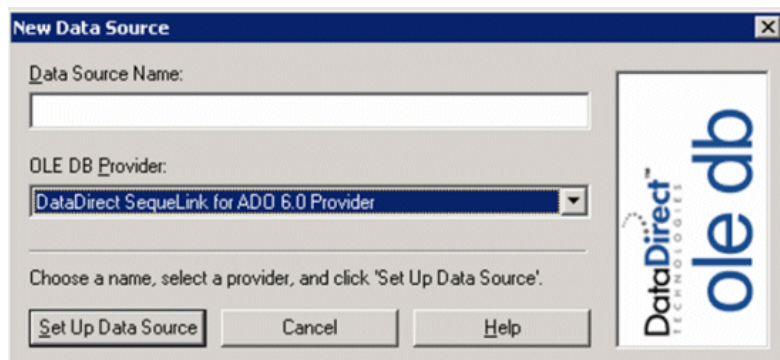 New Data Source
Data Source Name:
OLE DB Provider:
DataDirect SequeLink for ADO 6.0 Provider
Choose a name, select a provider, and click 'Set Up Data Source'.
Set Up Data Source
Cancel
Help
DataDirect™
TECHNOLOGIES
ole db